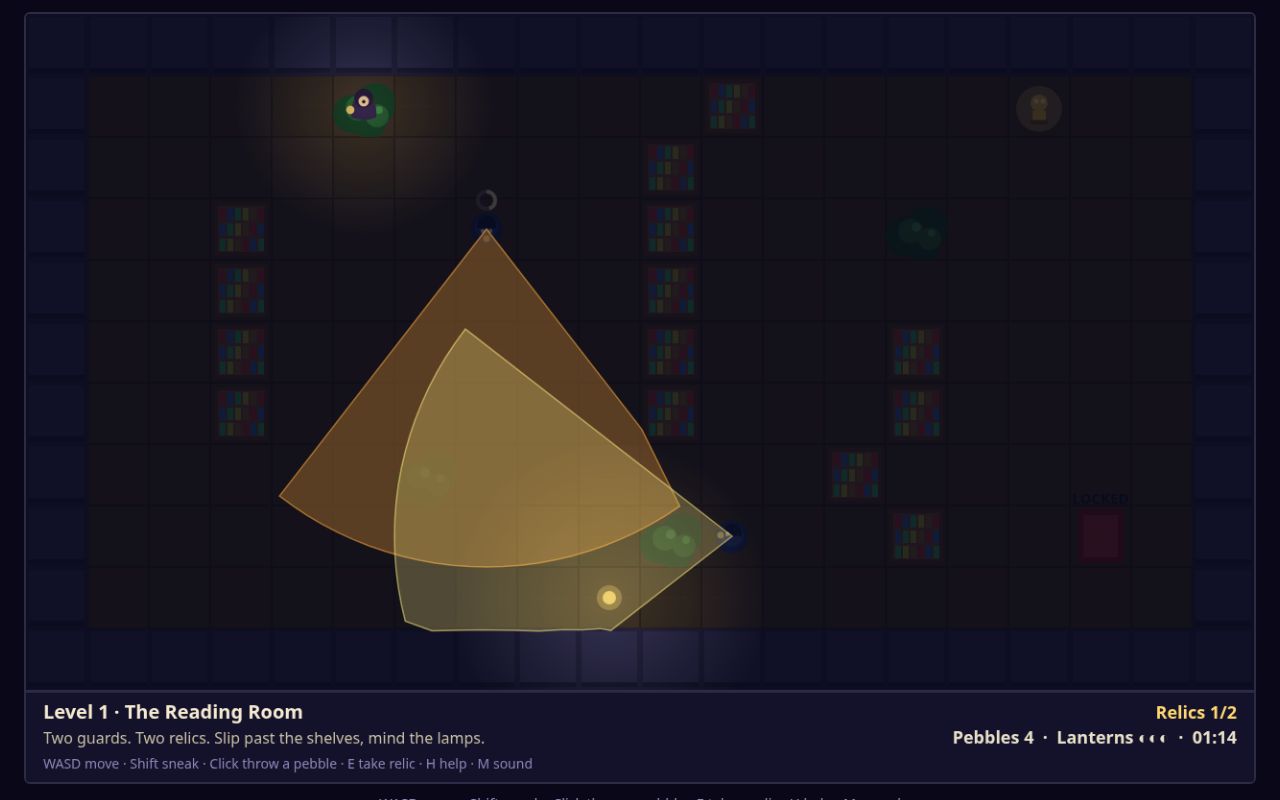 LOCKED
Level 1 · The Reading Room
Relics 1/2
Two guards. Two relics. Slip past the shelves, mind the lamps.
Pebbles 4 · Lanterns · 01:14
WASD move · Shift sneak · Click throw a pebble · E take relic · H help · M sound